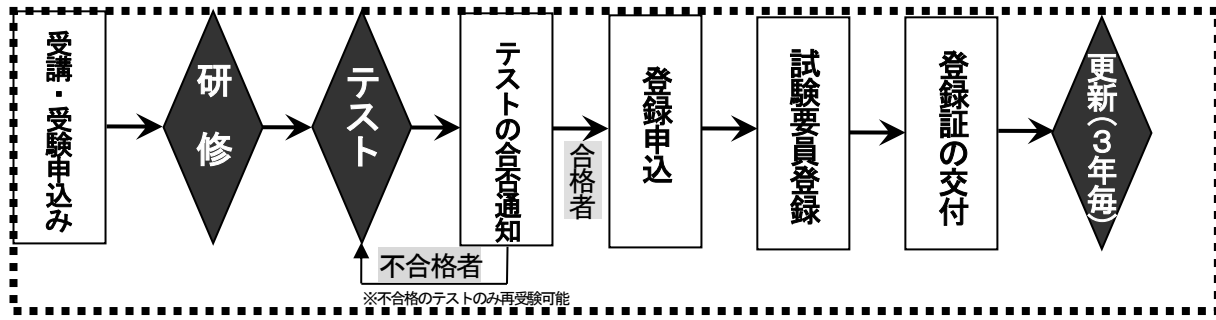 受講・受験申込み
研修
テスト
テストの合否通知
合格者
不合格者
※不合格のテストのみ再受験可能
登録申込
試験要員登録
登録証の交付
更新(3年毎)